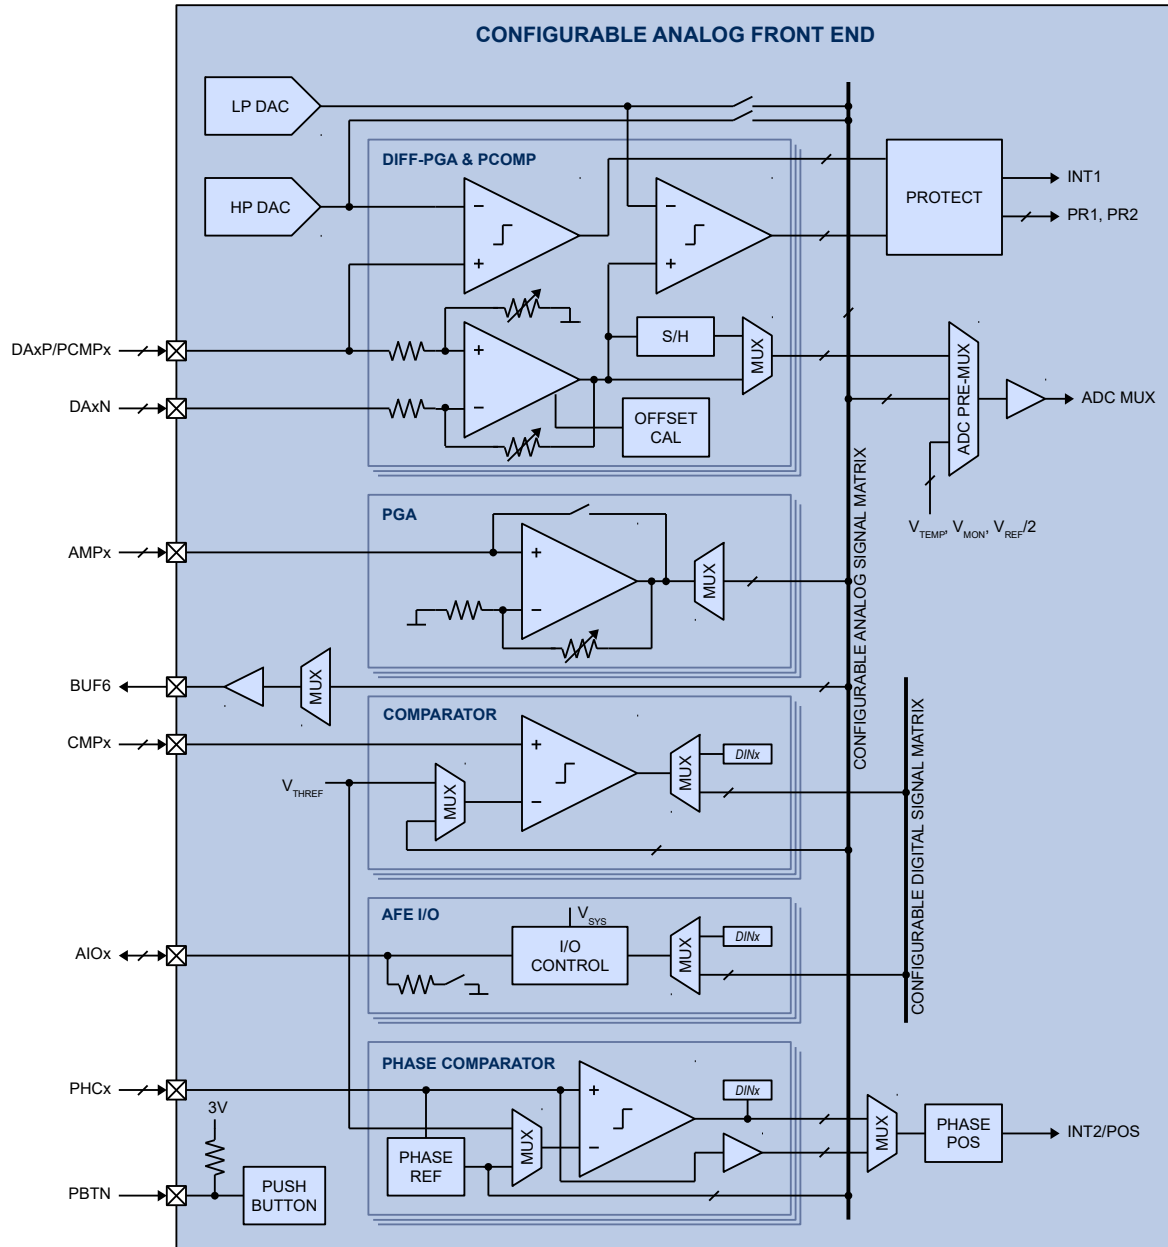 CONFIGURABLE ANALOG FRONT END
LP DAC
HP DAC
DIFF-PGA & PCOMP
PROTECT
INT1
PR1, PR2
DAxP/PCMPx
DAxN
S/H
MUX
OFFSET
CAL
ADC PRE-MUX
ADC MUX
VTEMP, VMON, VREF/2
CONFIGURABLE ANALOG SIGNAL MATRIX
PGA
AMPx
MUX
BUF6
MUX
COMPARATOR
CMPx
VTHREF
MUX
MUX
DINx
CONFIGURABLE DIGITAL SIGNAL MATRIX
AFE I/O
VSYS
AIOx
I/O
CONTROL
MUX
DINx
PHASE COMPARATOR
PHCx
3V
PHASE
REF
MUX
DINx
MUX
PHASE
POS
INT2/POS
PBTN
PUSH
BUTTON